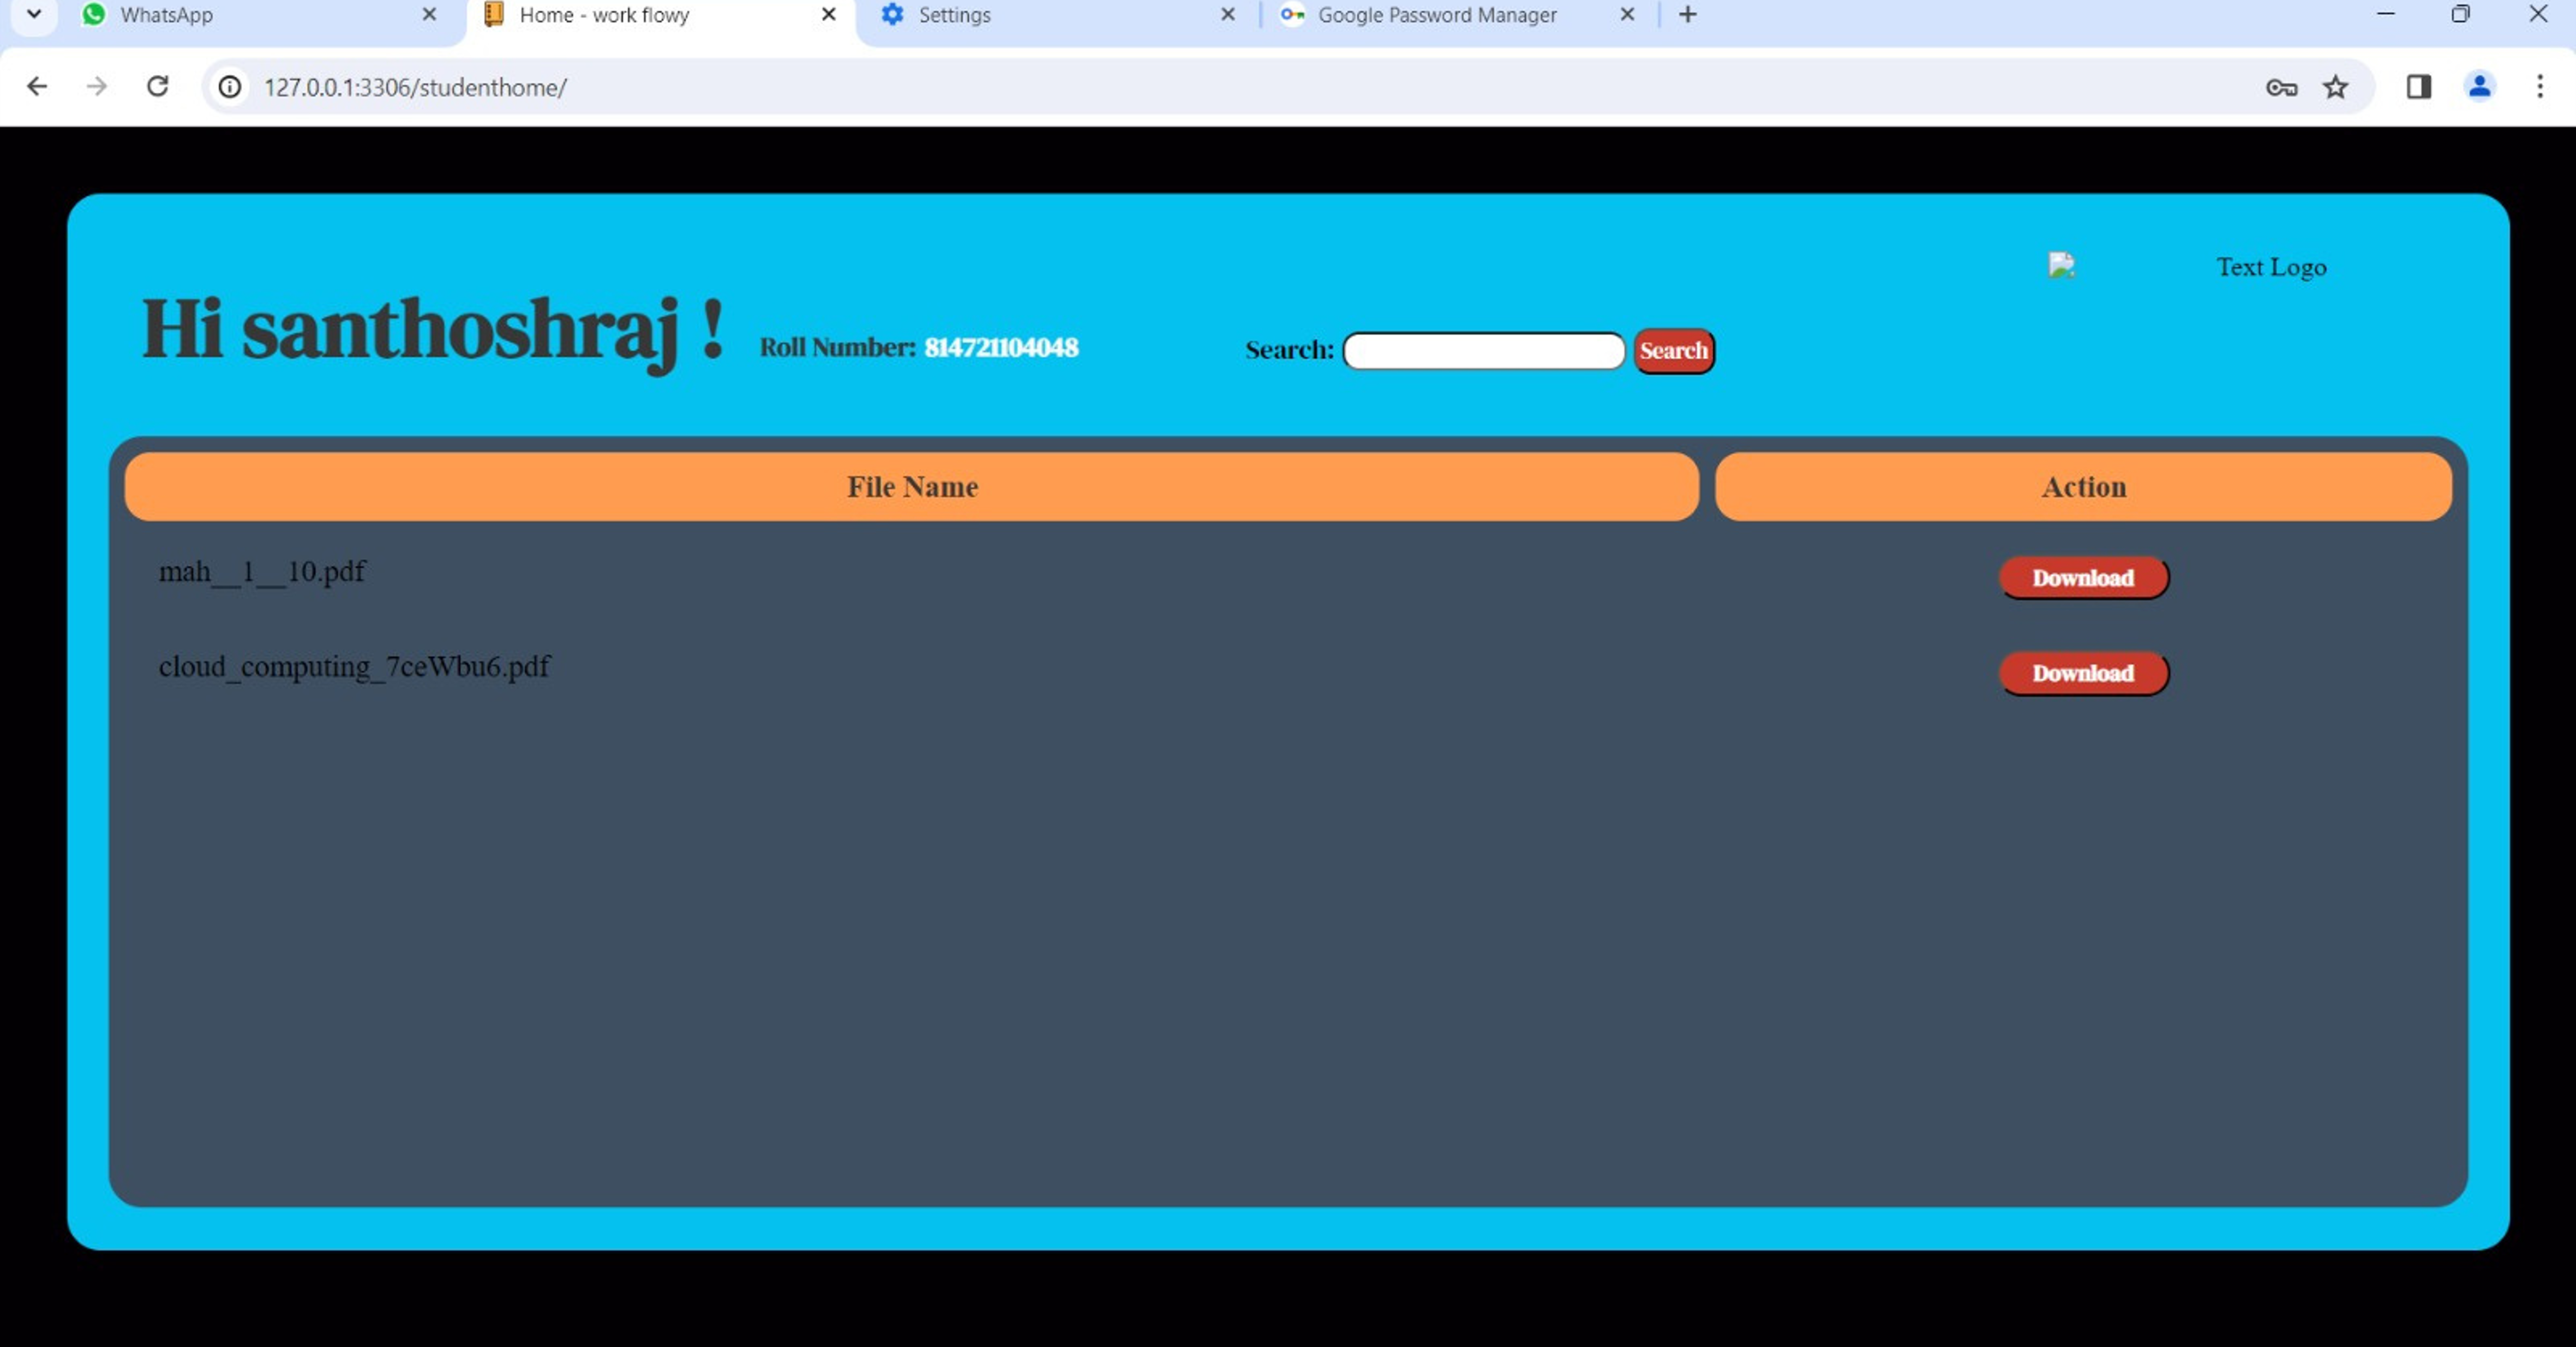 WhatsApp
Home - work flowy
Settings
Google Password Manager
127.0.0.1:3306/studenthome/
Text Logo
Hi santhoshraj !
Roll Number: 814721104048
Search:
Search
File Name
Action
mah__1__10.pdf
Download
cloud_computing_7ceWbu6.pdf
Download